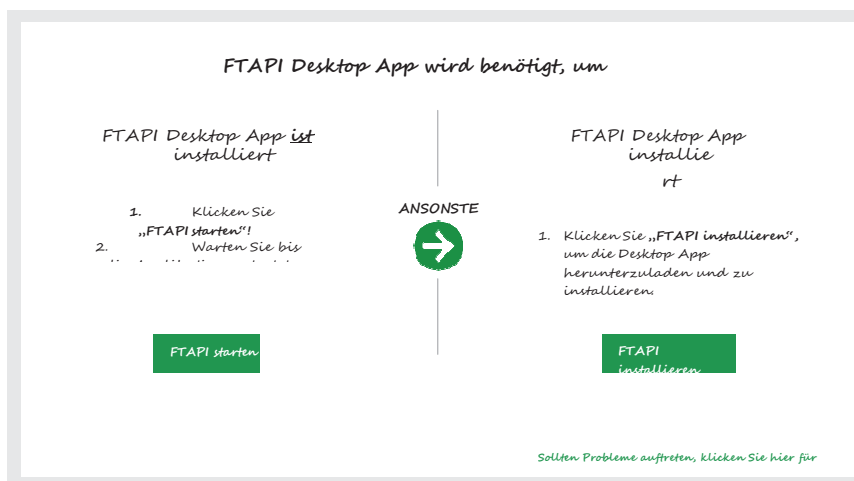 FTAPI Desktop App wird benötigt, um
FTAPI Desktop App ist
installiert
1. Klicken Sie
„FTAPI starten“!
2. Warten Sie bis
FTAPI starten
ANSONSTE
FTAPI Desktop App
installie
rt
1. Klicken Sie „FTAPI installieren“,
um die Desktop App
herunterzuladen und zu
installieren.
FTAPI
installieren
Sollten Probleme auftreten, klicken Sie hier für